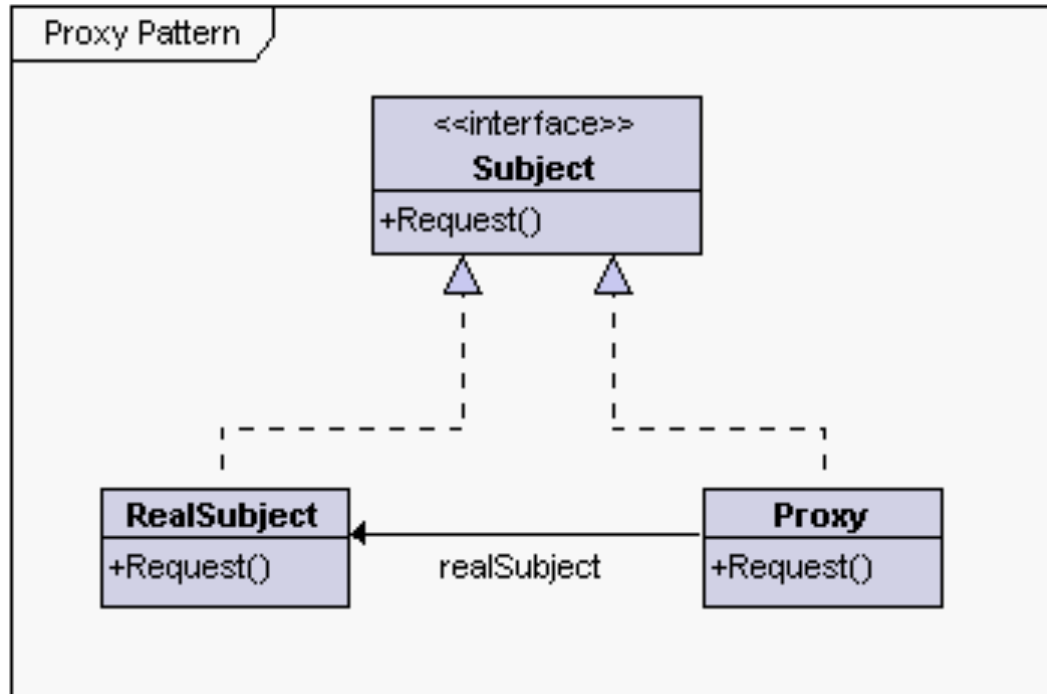 Proxy Pattern
<<interface>>
Subject
+Request()
RealSubject
+Request()
realSubject
Proxy
+Request()